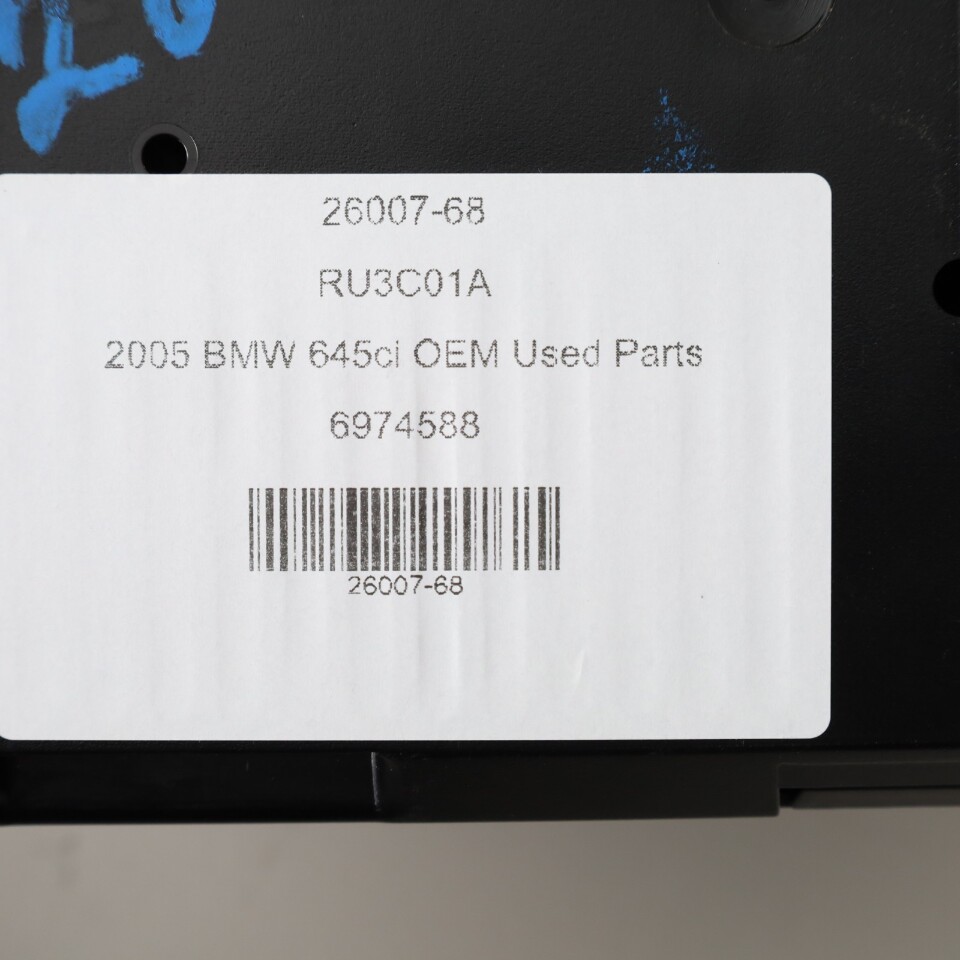 26007-68
RU3C01A
2005 BMW 645ci OEM Used Parts
6974588
26007-68